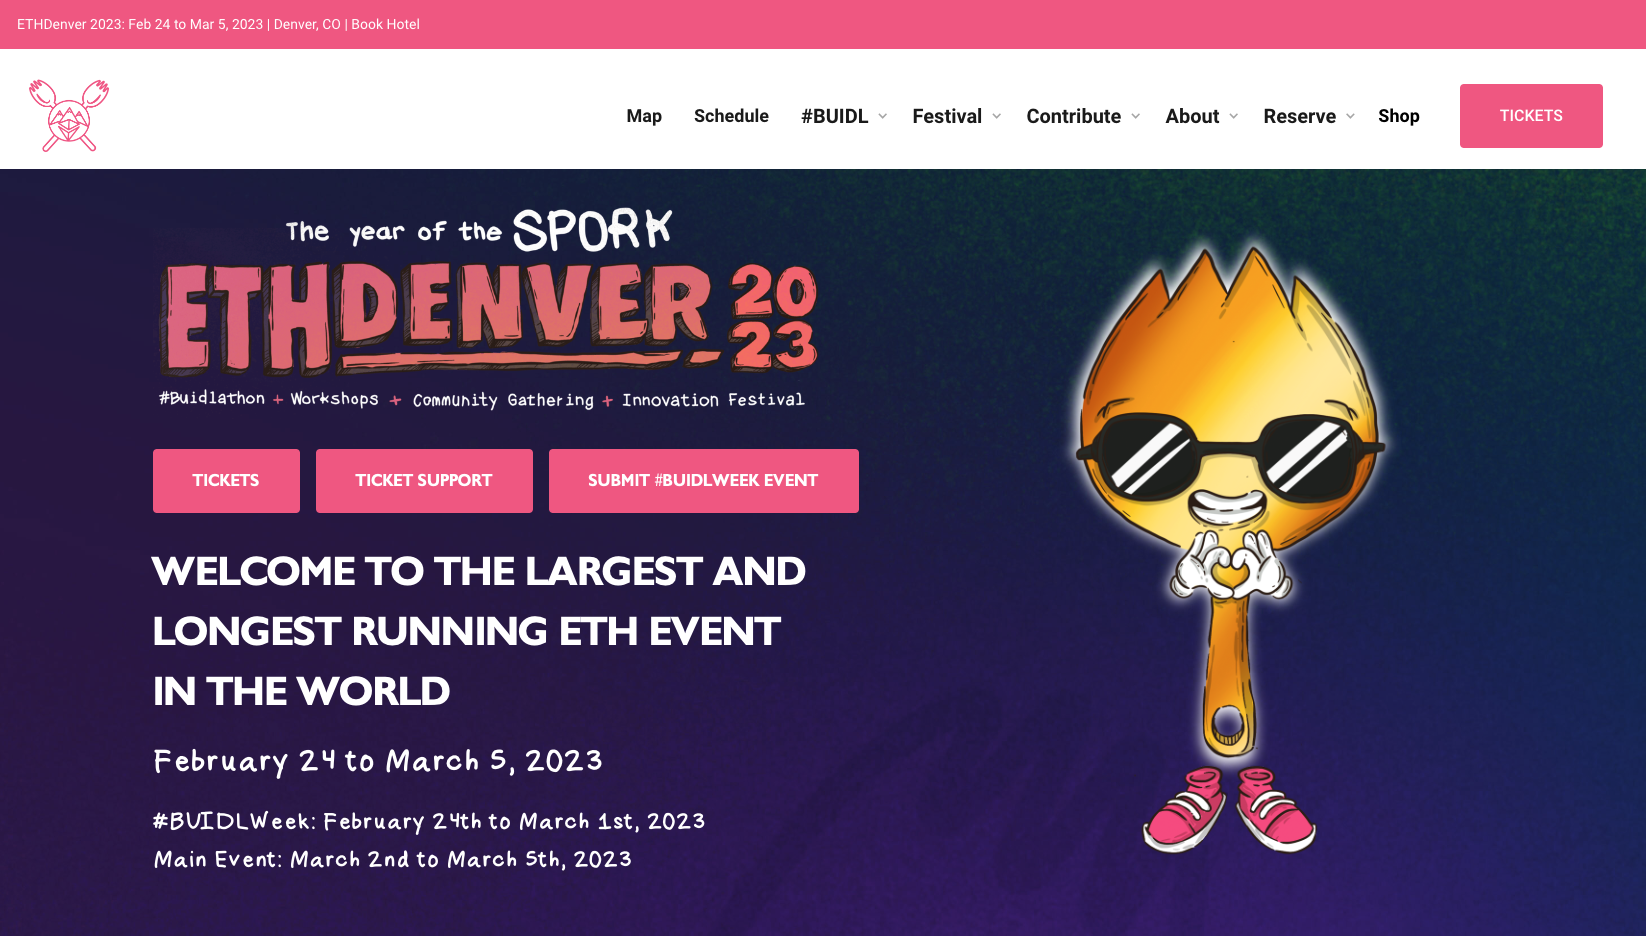 ETHDenver 2023: Feb 24 to Mar 5, 2023 | Denver, CO | Book Hotel
Map Schedule #BUIDL Festival Contribute About Reserve Shop TICKETS
The year of the SPORK
ETHDENVER 2023
#Buidlathon + Workshops + Community Gathering + Innovation Festival
TICKETS TICKET SUPPORT SUBMIT #BUIDLWEEK EVENT
WELCOME TO THE LARGEST AND
LONGEST RUNNING ETH EVENT
IN THE WORLD
February 24 to March 5, 2023
#BUIDLWeek: February 24th to March 1st, 2023
Main Event: March 2nd to March 5th, 2023